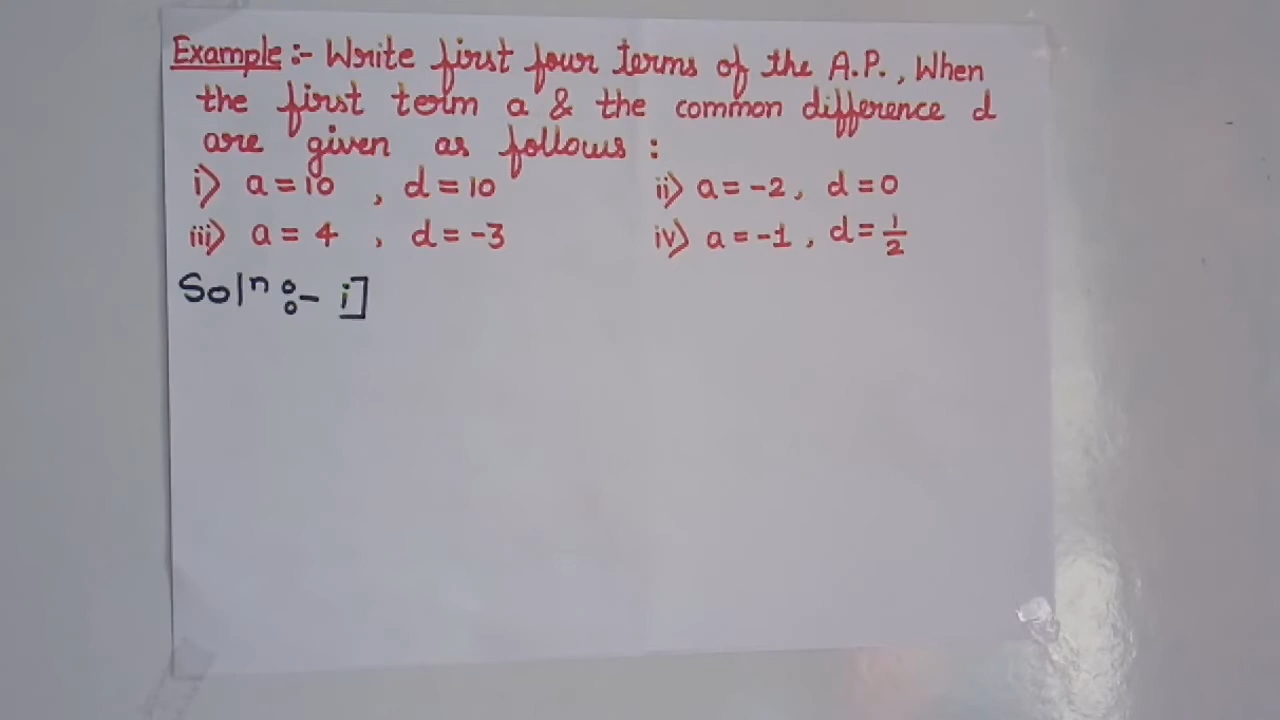 Example :- Write first four terms of the A.P., When
the first term a & the common difference d
are given as follows :
i) a = 10 , d = 10 ii) a = -2, d = 0
iii) a = 4 , d = -3 iv) a = -1 , d = 1/2
Solⁿ :- i]